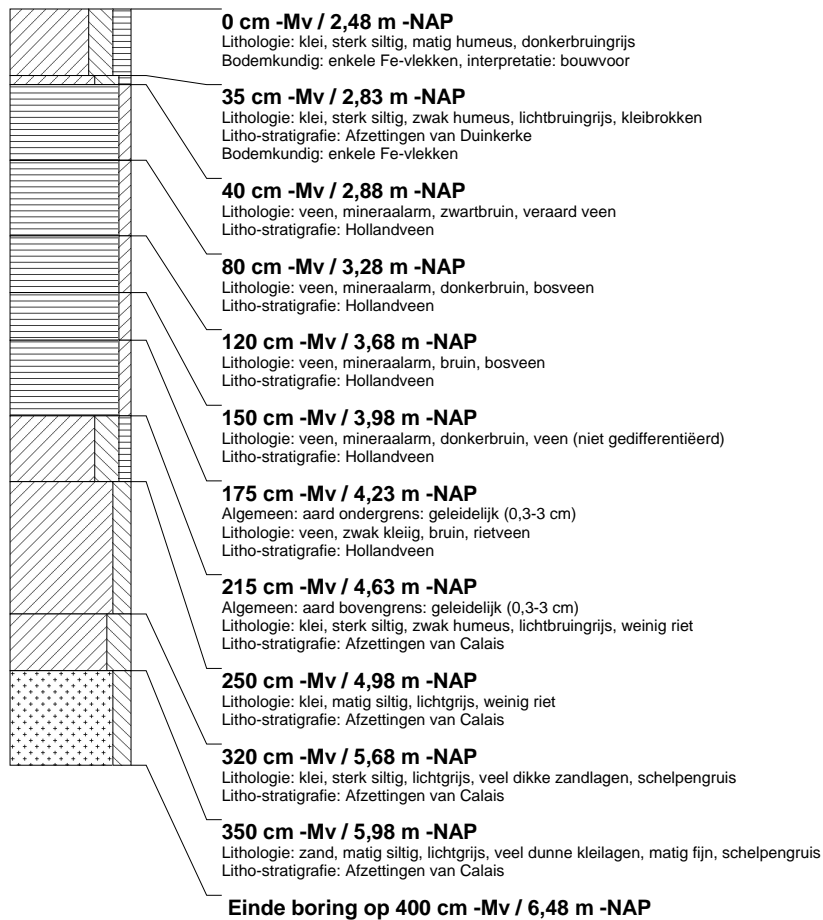 0 cm -Mv / 2,48 m -NAP
Lithologie: klei, sterk siltig, matig humeus, donkerbruingrijs
Bodemkundig: enkele Fe-vlekken, interpretatie: bouwvoor
35 cm -Mv / 2,83 m -NAP
Lithologie: klei, sterk siltig, zwak humeus, lichtbruingrijs, kleibrokken
Litho-stratigrafie: Afzettingen van Duinkerke
Bodemkundig: enkele Fe-vlekken
40 cm -Mv / 2,88 m -NAP
Lithologie: veen, mineraalarm, zwartbruin, veraard veen
Litho-stratigrafie: Hollandveen
80 cm -Mv / 3,28 m -NAP
Lithologie: veen, mineraalarm, donkerbruin, bosveen
Litho-stratigrafie: Hollandveen
120 cm -Mv / 3,68 m -NAP
Lithologie: veen, mineraalarm, bruin, bosveen
Litho-stratigrafie: Hollandveen
150 cm -Mv / 3,98 m -NAP
Lithologie: veen, mineraalarm, donkerbruin, veen (niet gedifferentiëerd)
Litho-stratigrafie: Hollandveen
175 cm -Mv / 4,23 m -NAP
Algemeen: aard ondergrens: geleidelijk (0,3-3 cm)
Lithologie: veen, zwak kleiig, bruin, rietveen
Litho-stratigrafie: Hollandveen
215 cm -Mv / 4,63 m -NAP
Algemeen: aard bovengrens: geleidelijk (0,3-3 cm)
Lithologie: klei, sterk siltig, zwak humeus, lichtbruingrijs, weinig riet
Litho-stratigrafie: Afzettingen van Calais
250 cm -Mv / 4,98 m -NAP
Lithologie: klei, matig siltig, lichtgrijs, weinig riet
Litho-stratigrafie: Afzettingen van Calais
320 cm -Mv / 5,68 m -NAP
Lithologie: klei, sterk siltig, lichtgrijs, veel dikke zandlagen, schelpengruis
Litho-stratigrafie: Afzettingen van Calais
350 cm -Mv / 5,98 m -NAP
Lithologie: zand, matig siltig, lichtgrijs, veel dunne kleilagen, matig fijn, schelpengruis
Litho-stratigrafie: Afzettingen van Calais
Einde boring op 400 cm -Mv / 6,48 m -NAP